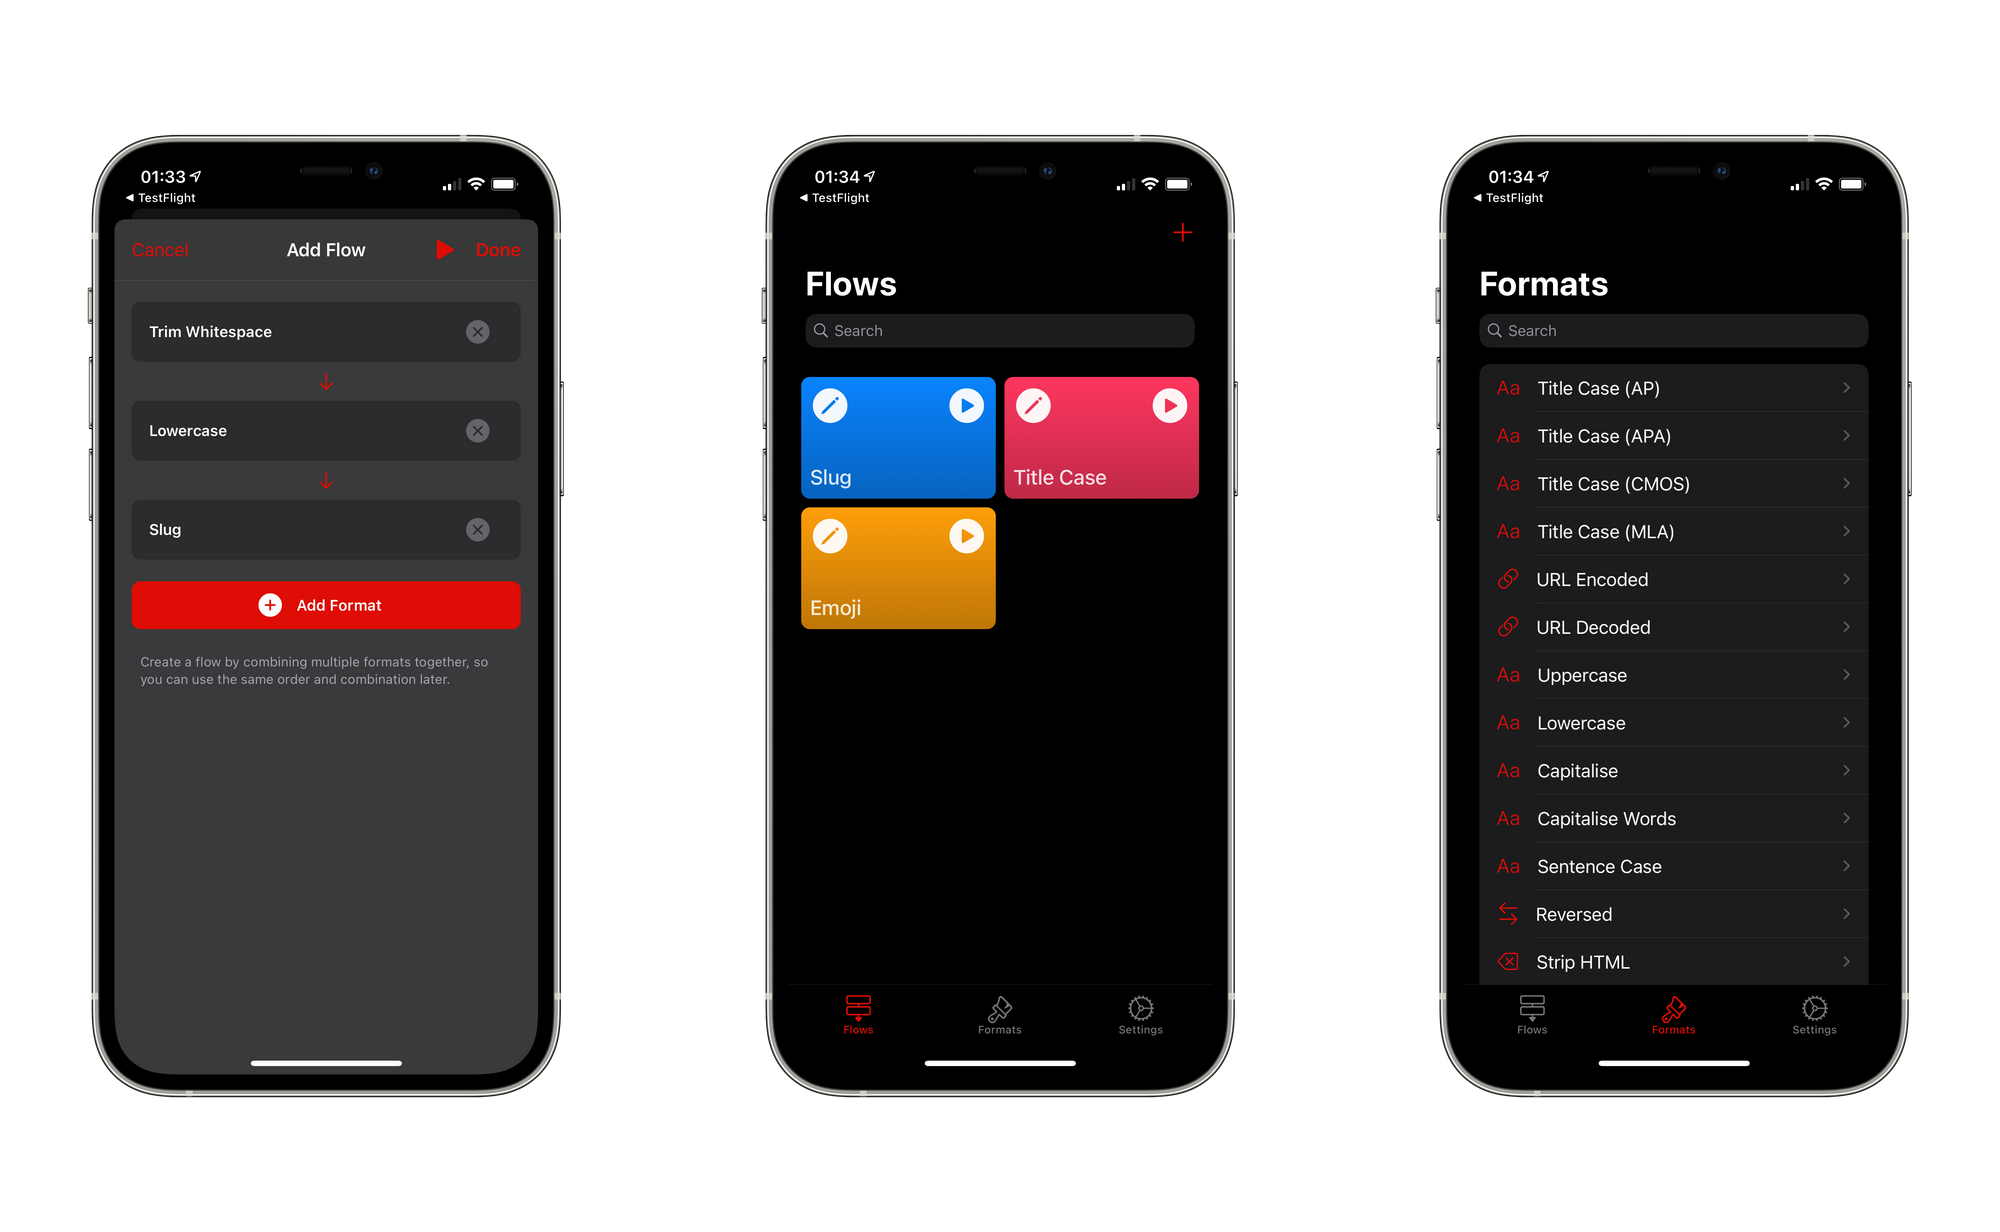 01:33
◀ TestFlight
Cancel
Add Flow
Done
Trim Whitespace
Lowercase
Slug
Add Format
Create a flow by combining multiple formats together, so
you can use the same order and combination later.
01:34
◀ TestFlight
Flows
Search
Slug
Title Case
Emoji
Flows
Formats
Settings
01:34
◀ TestFlight
Formats
Search
Aa Title Case (AP)
Aa Title Case (APA)
Aa Title Case (CMOS)
Aa Title Case (MLA)
URL Encoded
URL Decoded
Aa Uppercase
Aa Lowercase
Aa Capitalise
Aa Capitalise Words
Aa Sentence Case
Reversed
Strip HTML
Flows
Formats
Settings